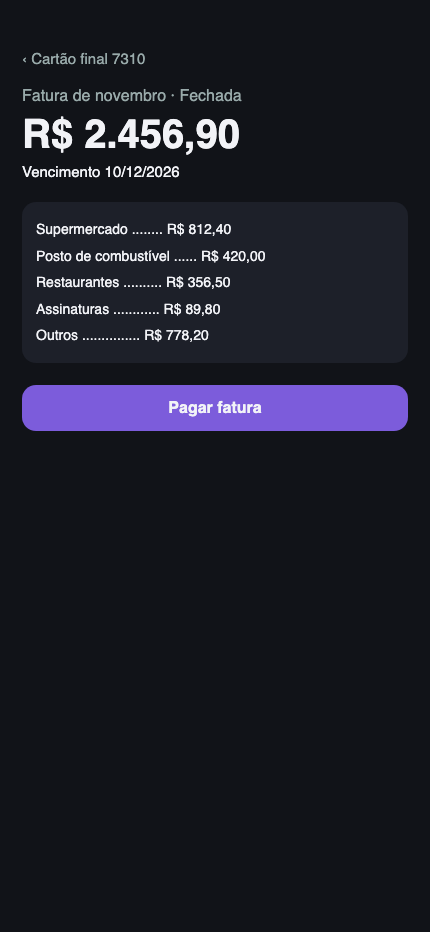 ‹ Cartão final 7310
Fatura de novembro · Fechada
R$ 2.456,90
Vencimento 10/12/2026
Supermercado ........ R$ 812,40
Posto de combustível ...... R$ 420,00
Restaurantes .......... R$ 356,50
Assinaturas ............ R$ 89,80
Outros ............... R$ 778,20
Pagar fatura